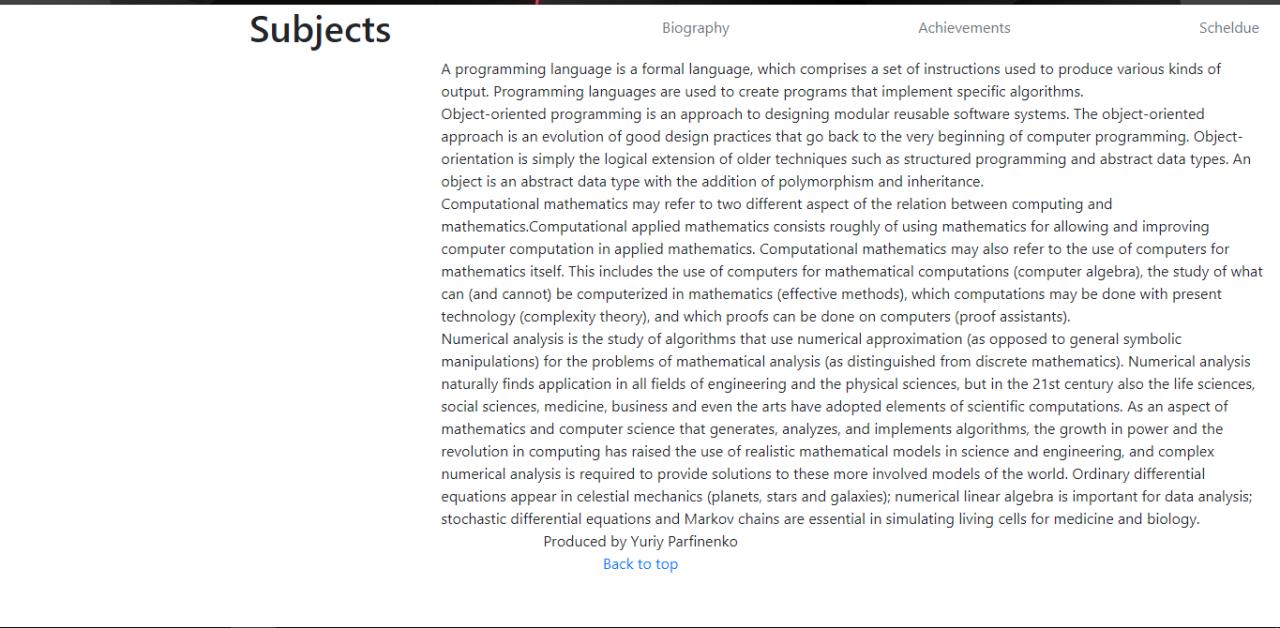 Subjects
Biography
Achievements
Scheldue
A programming language is a formal language, which comprises a set of instructions used to produce various kinds of
output. Programming languages are used to create programs that implement specific algorithms.
Object-oriented programming is an approach to designing modular reusable software systems. The object-oriented
approach is an evolution of good design practices that go back to the very beginning of computer programming. Object-
orientation is simply the logical extension of older techniques such as structured programming and abstract data types. An
object is an abstract data type with the addition of polymorphism and inheritance.
Computational mathematics may refer to two different aspect of the relation between computing and
mathematics.Computational applied mathematics consists roughly of using mathematics for allowing and improving
computer computation in applied mathematics. Computational mathematics may also refer to the use of computers for
mathematics itself. This includes the use of computers for mathematical computations (computer algebra), the study of what
can (and cannot) be computerized in mathematics (effective methods), which computations may be done with present
technology (complexity theory), and which proofs can be done on computers (proof assistants).
Numerical analysis is the study of algorithms that use numerical approximation (as opposed to general symbolic
manipulations) for the problems of mathematical analysis (as distinguished from discrete mathematics). Numerical analysis
naturally finds application in all fields of engineering and the physical sciences, but in the 21st century also the life sciences,
social sciences, medicine, business and even the arts have adopted elements of scientific computations. As an aspect of
mathematics and computer science that generates, analyzes, and implements algorithms, the growth in power and the
revolution in computing has raised the use of realistic mathematical models in science and engineering, and complex
numerical analysis is required to provide solutions to these more involved models of the world. Ordinary differential
equations appear in celestial mechanics (planets, stars and galaxies); numerical linear algebra is important for data analysis;
stochastic differential equations and Markov chains are essential in simulating living cells for medicine and biology.
Produced by Yuriy Parfinenko
Back to top